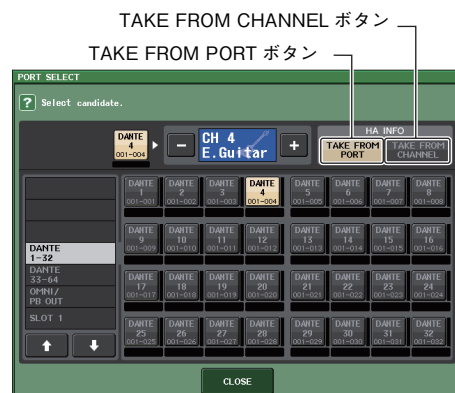 TAKE FROM CHANNEL ボタン
TAKE FROM PORT ボタン
PORT SELECT
? Select candidate.
DANTE 4 001-004
−
CH 4
E.Guitar
+
HA INFO
TAKE FROM PORT
TAKE FROM CHANNEL
DANTE 1 001-001
DANTE 2 001-002
DANTE 3 001-003
DANTE 4 001-004
DANTE 5 001-005
DANTE 6 001-006
DANTE 7 001-007
DANTE 8 001-008
DANTE 9 001-009
DANTE 10 001-010
DANTE 11 001-011
DANTE 12 001-012
DANTE 13 001-013
DANTE 14 001-014
DANTE 15 001-015
DANTE 16 001-016
DANTE 17 001-017
DANTE 18 001-018
DANTE 19 001-019
DANTE 20 001-020
DANTE 21 001-021
DANTE 22 001-022
DANTE 23 001-023
DANTE 24 001-024
DANTE 25 001-025
DANTE 26 001-026
DANTE 27 001-027
DANTE 28 001-028
DANTE 29 001-029
DANTE 30 001-030
DANTE 31 001-031
DANTE 32 001-032
DANTE 1-32
DANTE 33-64
OMNI/ PB OUT
SLOT 1
CLOSE